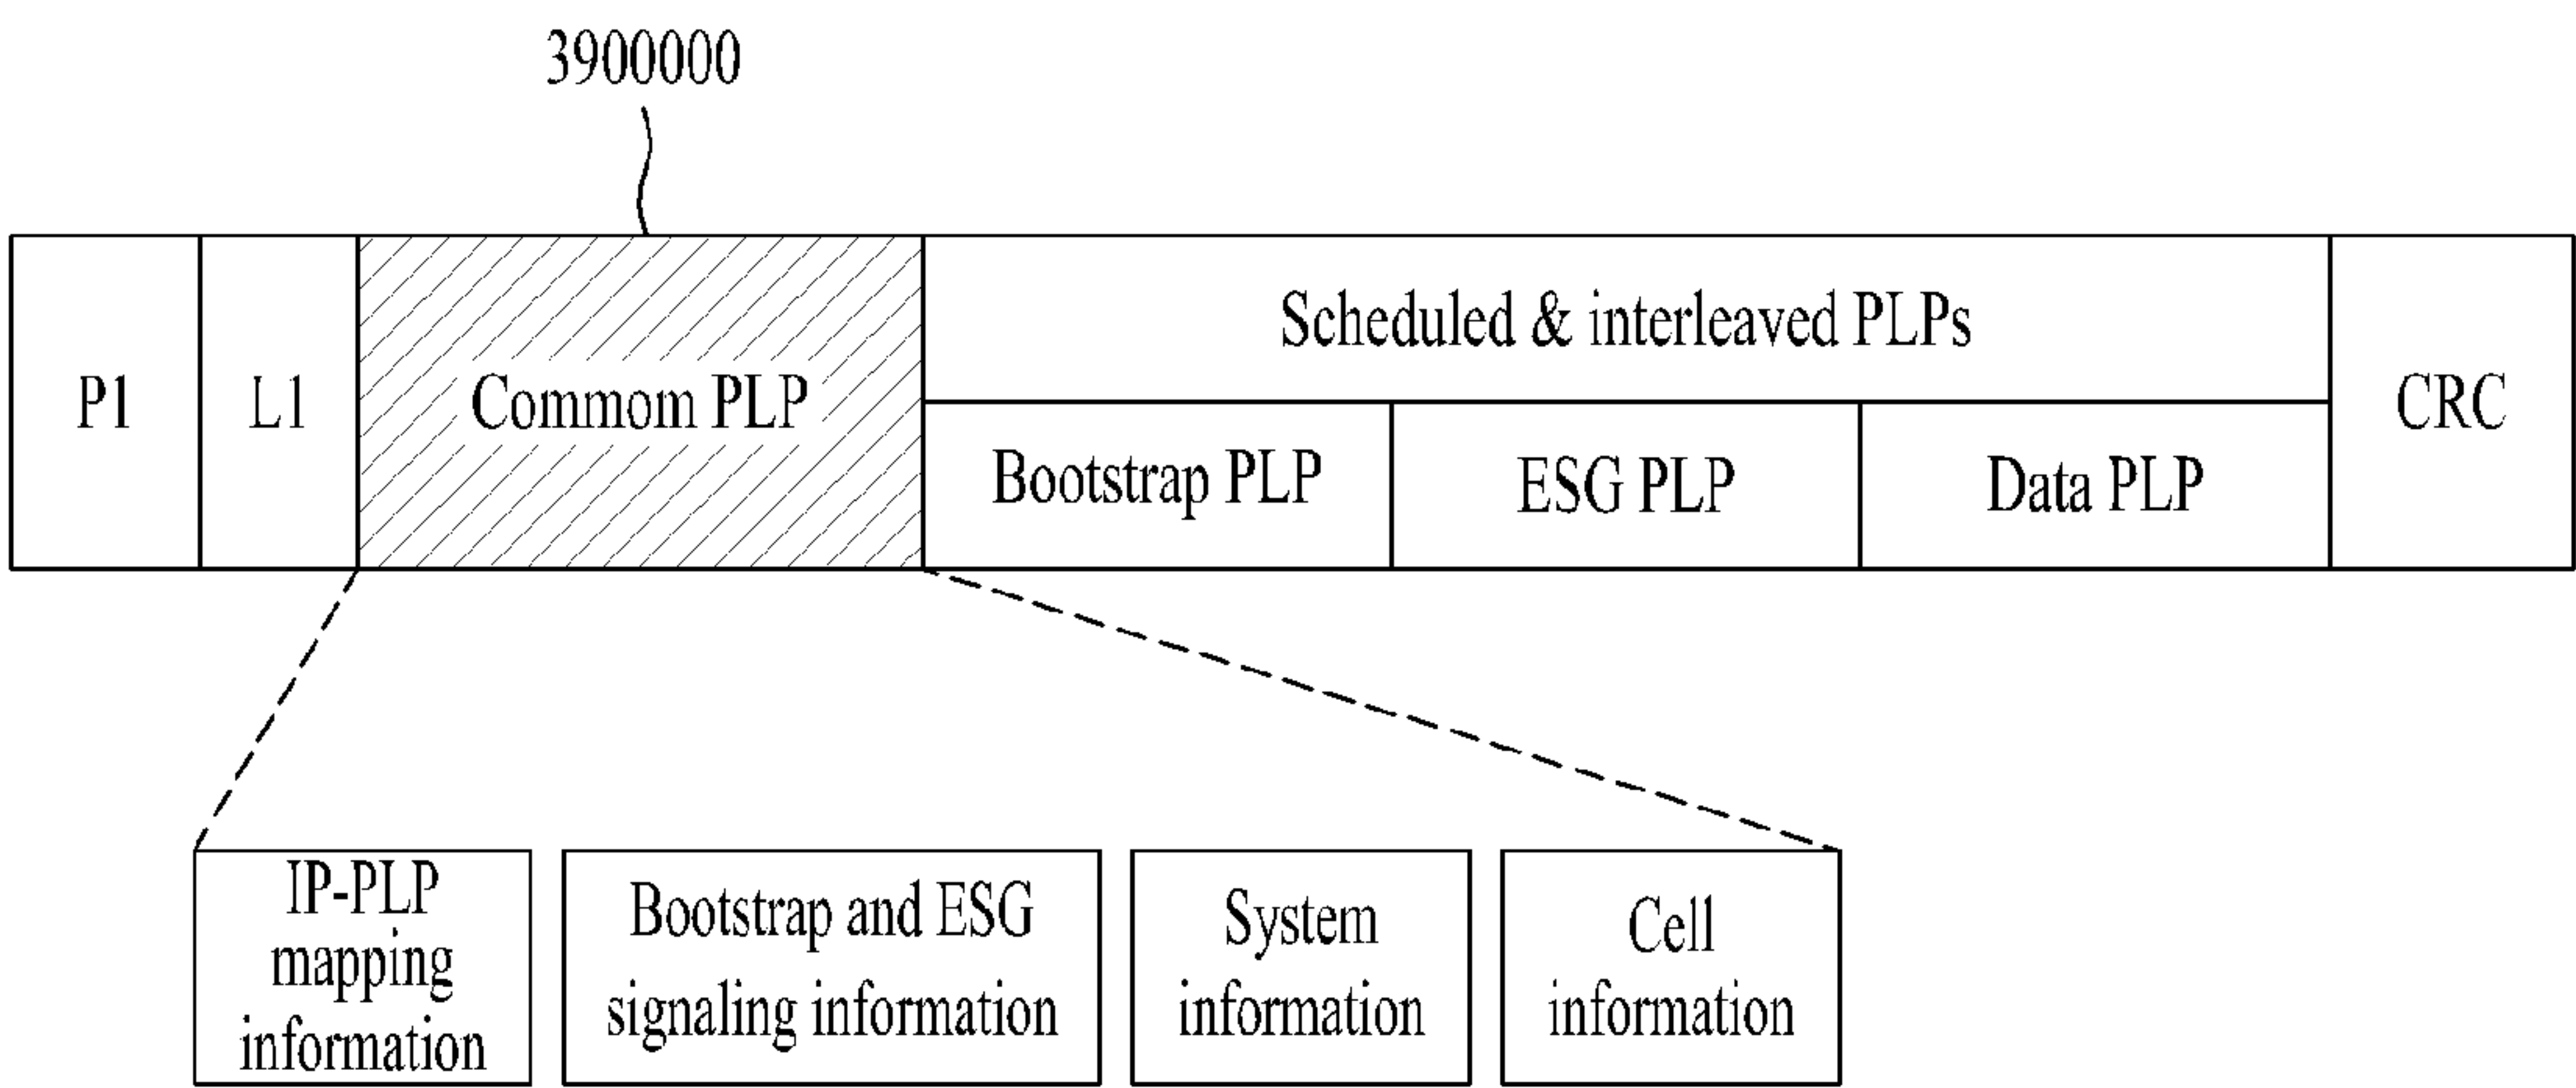 3900000
P1
L1
Commom PLP
Scheduled & interleaved PLPs
Bootstrap PLP
ESG PLP
Data PLP
CRC
IP-PLP
mapping
information
Bootstrap and ESG
signaling information
System
information
Cell
information